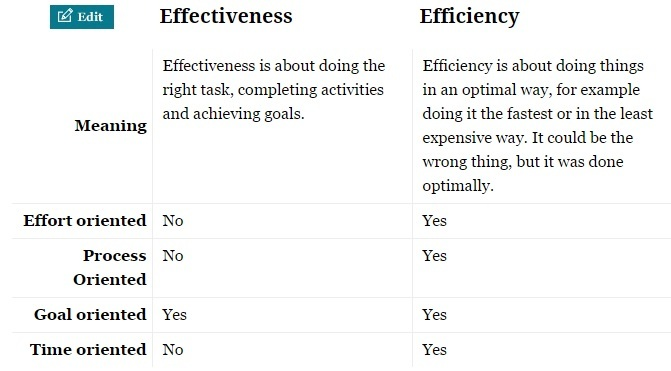 Edit
Effectiveness
Efficiency
Meaning
Effectiveness is about doing the
right task, completing activities
and achieving goals.
Efficiency is about doing things
in an optimal way, for example
doing it the fastest or in the least
expensive way. It could be the
wrong thing, but it was done
optimally.
Effort oriented
No
Yes
Process
Oriented
No
Yes
Goal oriented
Yes
Yes
Time oriented
No
Yes